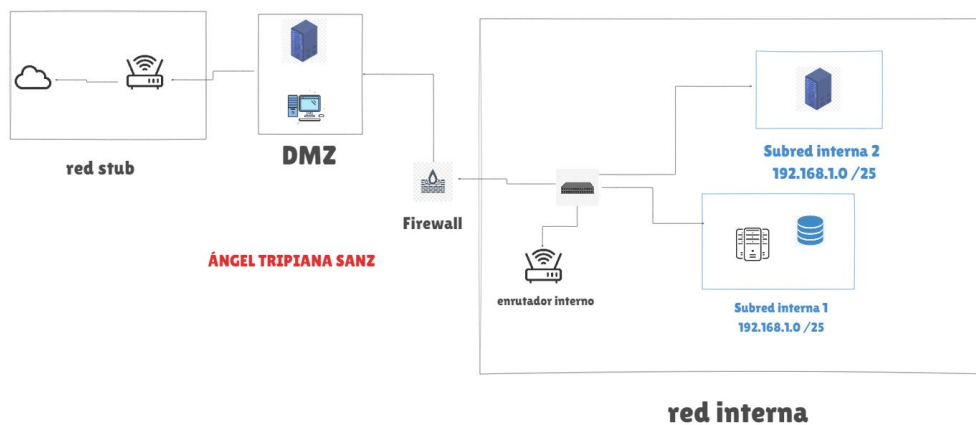 red stub
DMZ
Firewall
ÁNGEL TRIPIANA SANZ
enrutador interno
Subred interna 2
192.168.1.0 /25
Subred interna 1
192.168.1.0 /25
red interna